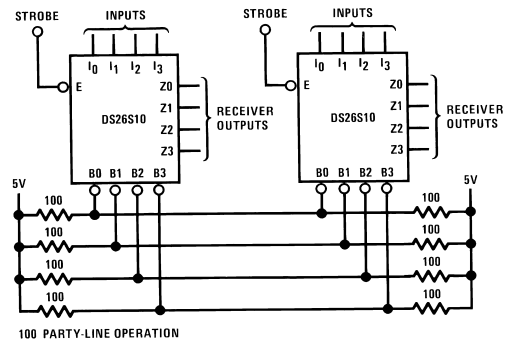 STROBE INPUTS STROBE INPUTS
I0 I1 I2 I3 I0 I1 I2 I3
E Z0 E Z0
Z1 Z1
DS26S10 RECEIVER OUTPUTS DS26S10 RECEIVER OUTPUTS
Z2 Z2
Z3 Z3
B0 B1 B2 B3 B0 B1 B2 B3
5V 5V
100 100
100 100
100 100
100 100
100 PARTY-LINE OPERATION